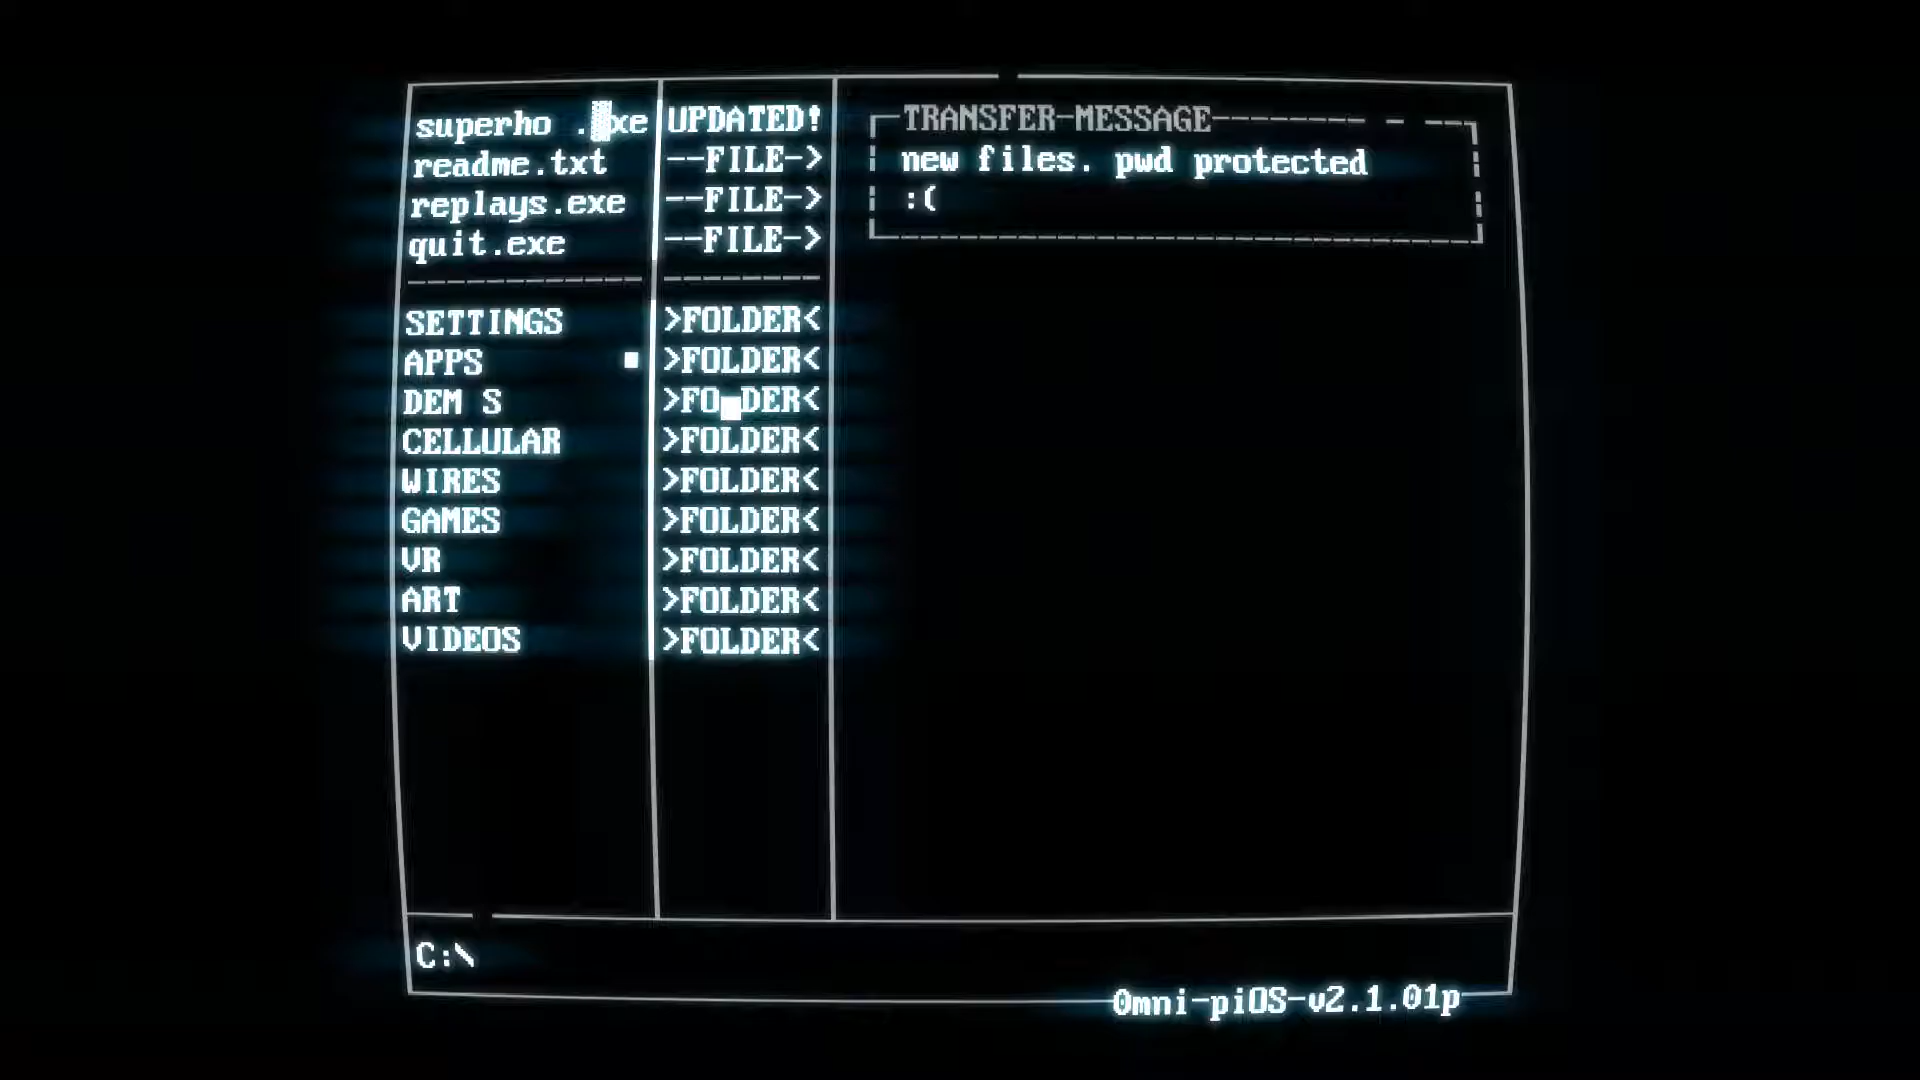 superho .xe UPDATED!
readme.txt --FILE->
replays.exe --FILE->
quit.exe --FILE->
SETTINGS >FOLDER<
APPS >FOLDER<
DEM S >FO DER<
CELLULAR >FOLDER<
WIRES >FOLDER<
GAMES >FOLDER<
VR >FOLDER<
ART >FOLDER<
VIDEOS >FOLDER<
TRANSFER-MESSAGE
new files. pwd protected
:(
C:\
Omni-piOS-v2.1.01p